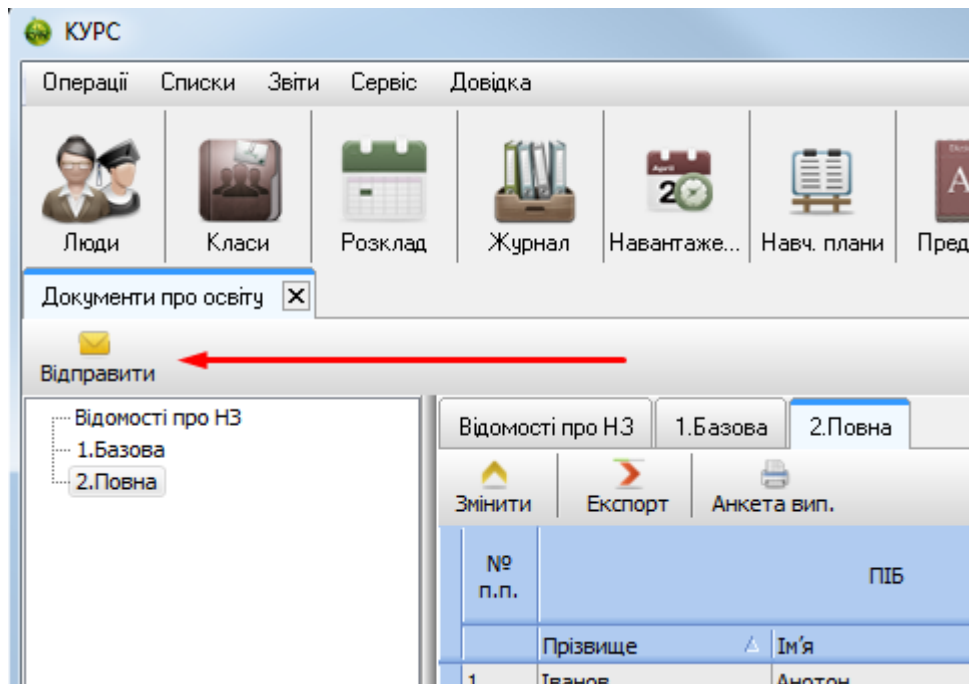 КУРС
Операції Списки Звіти Сервіс Довідка
Люди Класи Розклад Журнал Навантаже... Навч. плани Пред
Документи про освіту
Відправити
Відомості про НЗ
1.Базова
2.Повна
Відомості про НЗ 1.Базова 2.Повна
Змінити Експорт Анкета вип.
№ п.п. ПІБ
Прізвище Ім'я
1 Іванов Анотон